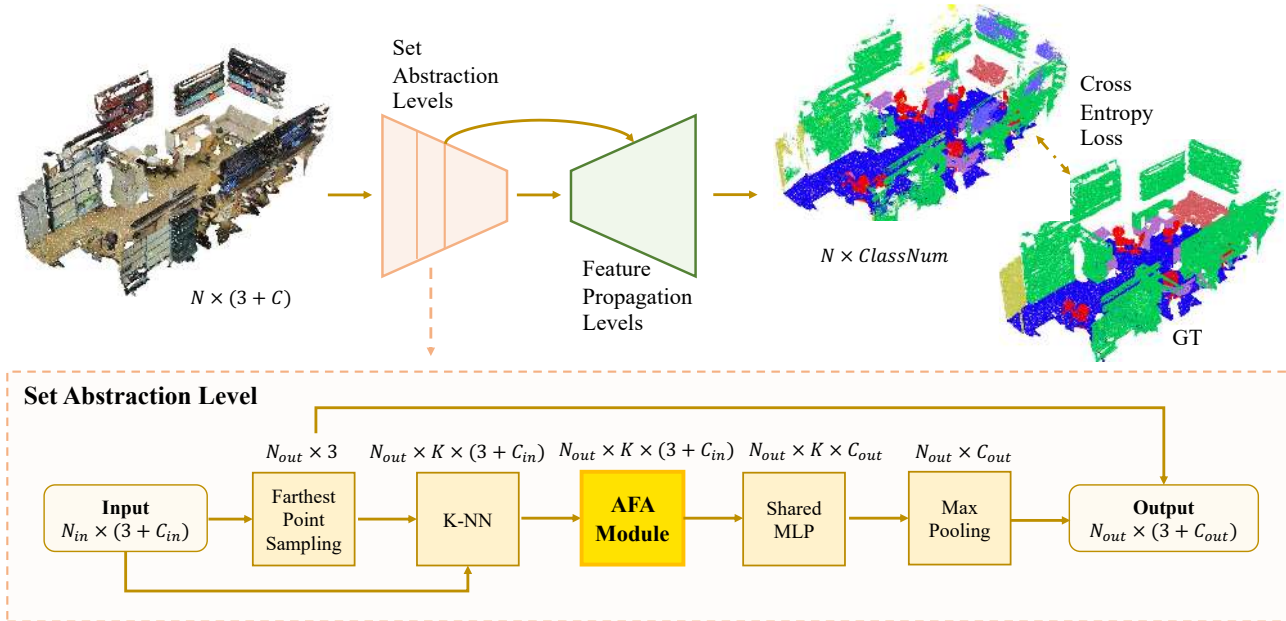 Set
Abstraction
Levels
Cross
Entropy
Loss
Feature
Propagation
Levels
N × (3 + C)
N × ClassNum
GT
Set Abstraction Level
N_out × 3
N_out × K × (3 + C_in)
N_out × K × (3 + C_in)
N_out × K × C_out
N_out × C_out
Input
N_in × (3 + C_in)
Farthest
Point
Sampling
K-NN
AFA
Module
Shared
MLP
Max
Pooling
Output
N_out × (3 + C_out)